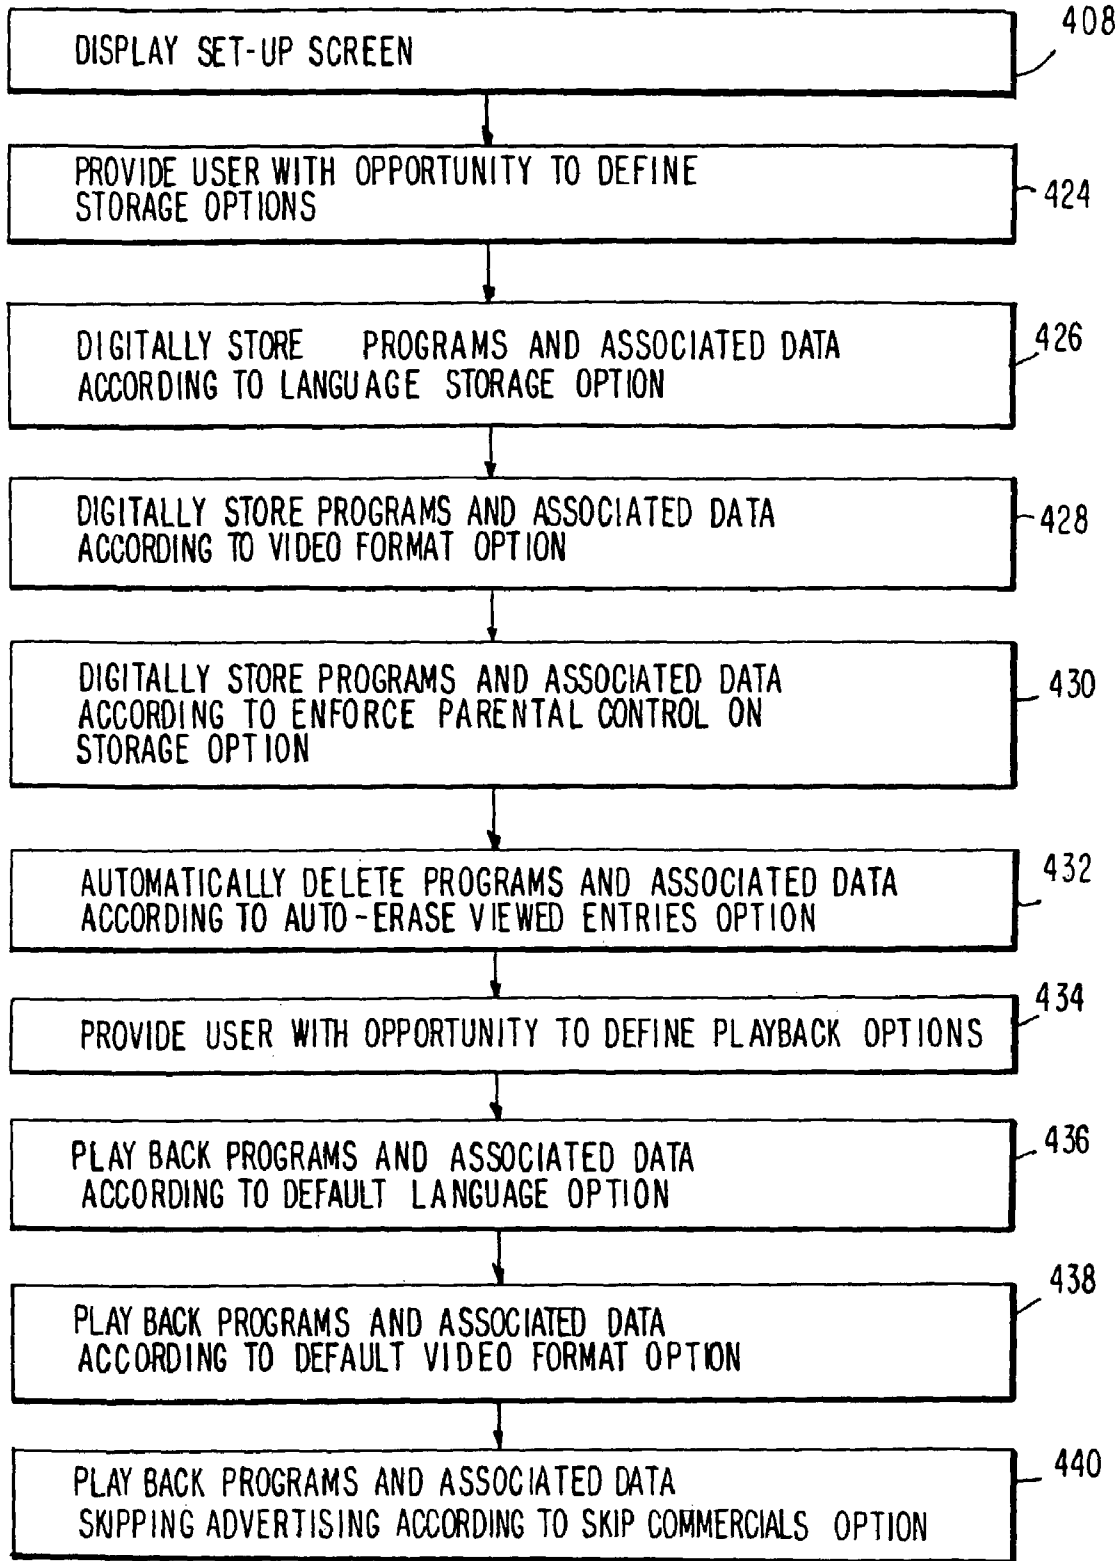 408
DISPLAY SET-UP SCREEN
PROVIDE USER WITH OPPORTUNITY TO DEFINE
STORAGE OPTIONS
424
DIGITALLY STORE PROGRAMS AND ASSOCIATED DATA
ACCORDING TO LANGUAGE STORAGE OPTION
426
DIGITALLY STORE PROGRAMS AND ASSOCIATED DATA
ACCORDING TO VIDEO FORMAT OPTION
428
DIGITALLY STORE PROGRAMS AND ASSOCIATED DATA
ACCORDING TO ENFORCE PARENTAL CONTROL ON
STORAGE OPTION
430
AUTOMATICALLY DELETE PROGRAMS AND ASSOCIATED DATA
ACCORDING TO AUTO-ERASE VIEWED ENTRIES OPTION
432
PROVIDE USER WITH OPPORTUNITY TO DEFINE PLAYBACK OPTIONS
434
PLAY BACK PROGRAMS AND ASSOCIATED DATA
ACCORDING TO DEFAULT LANGUAGE OPTION
436
PLAY BACK PROGRAMS AND ASSOCIATED DATA
ACCORDING TO DEFAULT VIDEO FORMAT OPTION
438
PLAY BACK PROGRAMS AND ASSOCIATED DATA
SKIPPING ADVERTISING ACCORDING TO SKIP COMMERCIALS OPTION
440